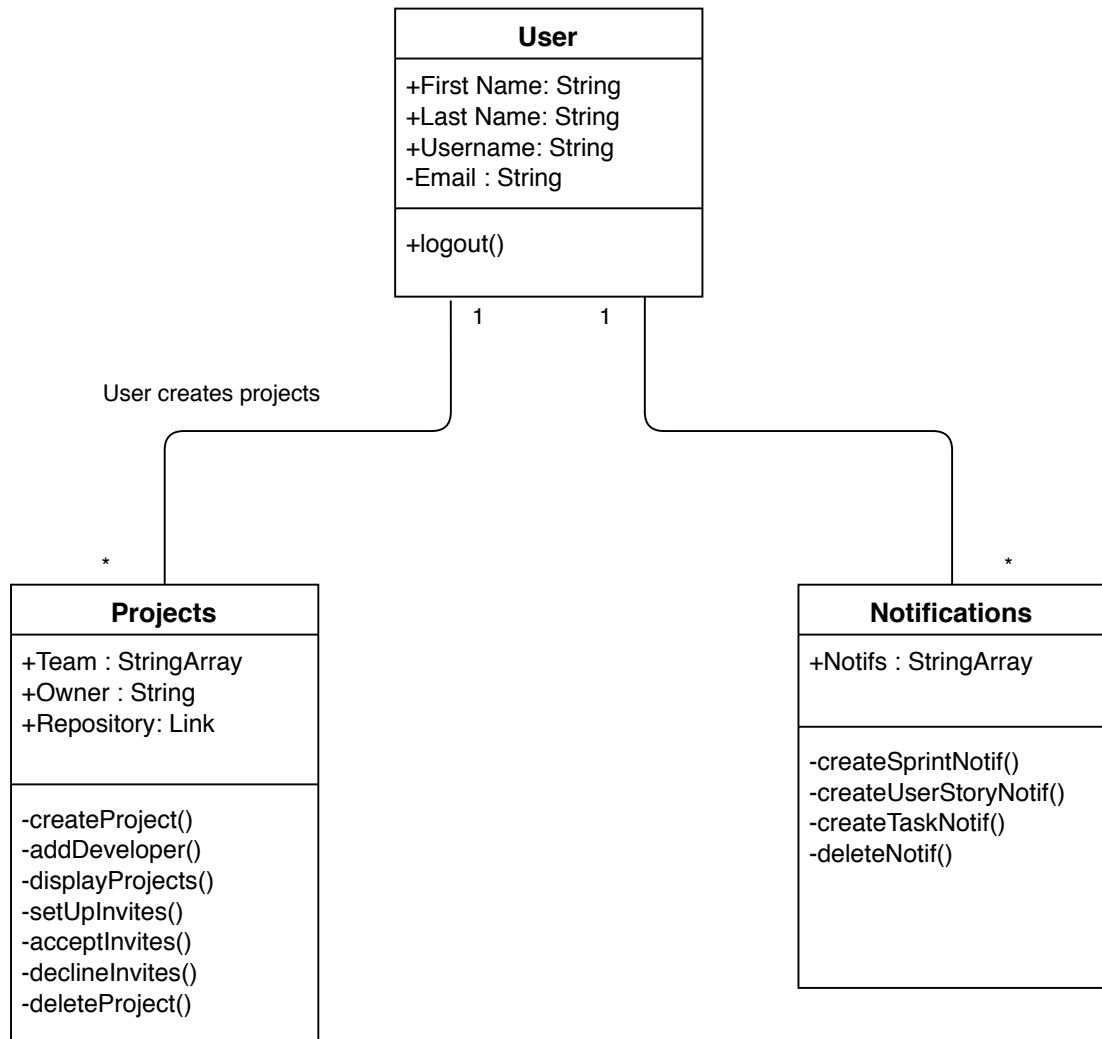 User
+First Name: String
+Last Name: String
+Username: String
-Email : String
+logout()
1
1
User creates projects
*
*
Projects
+Team : StringArray
+Owner : String
+Repository: Link
-createProject()
-addDeveloper()
-displayProjects()
-setUpInvites()
-acceptInvites()
-declineInvites()
-deleteProject()
Notifications
+Notifs : StringArray
-createSprintNotif()
-createUserStoryNotif()
-createTaskNotif()
-deleteNotif()